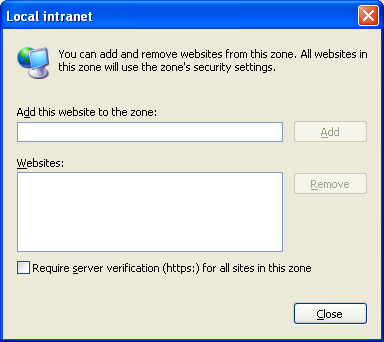 Local intranet
You can add and remove websites from this zone. All websites in
this zone will use the zone's security settings.
Add this website to the zone:
Add
Websites:
Remove
Require server verification (https:) for all sites in this zone
Close